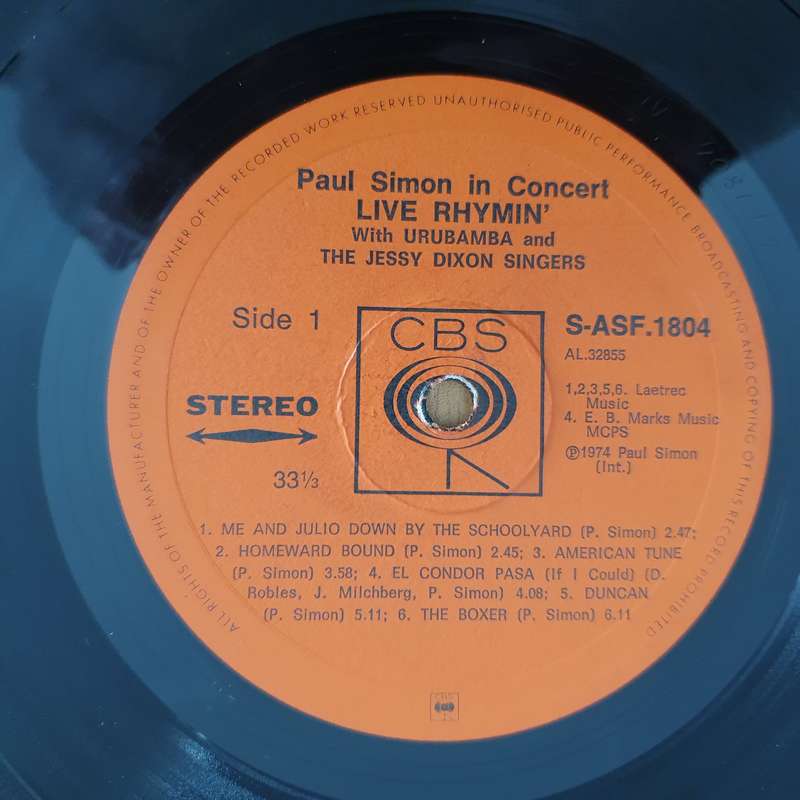 ALL RIGHTS OF THE MANUFACTURER AND OF THE OWNER OF THE RECORDED WORK RESERVED UNAUTHORISED PUBLIC PERFORMANCE BROADCASTING AND COPYING OF THIS RECORD PROHIBITED
Paul Simon in Concert
LIVE RHYMIN'
With URUBAMBA and
THE JESSY DIXON SINGERS
Side 1
CBS
S-ASF.1804
AL.32855
STEREO
1,2,3,5,6. Laetrec
Music
4. E. B. Marks Music
MCPS
℗1974 Paul Simon
(Int.)
33⅓
1. ME AND JULIO DOWN BY THE SCHOOLYARD (P. Simon) 2.47;
2. HOMEWARD BOUND (P. Simon) 2.45; 3. AMERICAN TUNE
(P. Simon) 3.58; 4. EL CONDOR PASA (If I Could) (D.
Robles, J. Milchberg, P. Simon) 4.08; 5. DUNCAN
(P. Simon) 5.11; 6. THE BOXER (P. Simon) 6.11
CBS